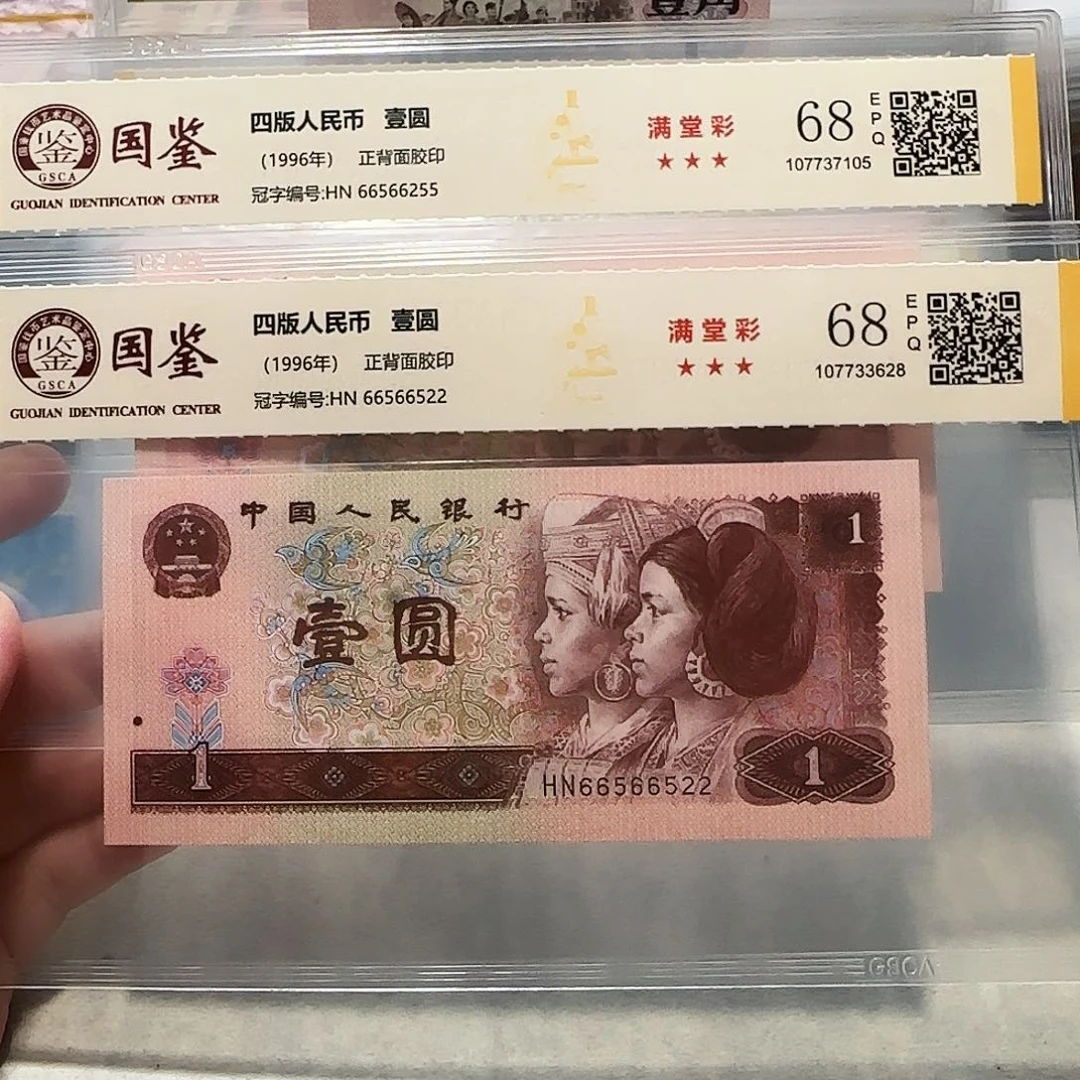 壹角
国鉴
GSCA
GUOJIAN IDENTIFICATION CENTER
四版人民币 壹圆
(1996年) 正背面胶印
冠字编号:HN 66566255
满堂彩
★★★
68
EPQ
107737105
国鉴
GSCA
GUOJIAN IDENTIFICATION CENTER
四版人民币 壹圆
(1996年) 正背面胶印
冠字编号:HN 66566522
满堂彩
★★★
68
EPQ
107733628
中国人民银行
1
壹圆
1
HN66566522
1